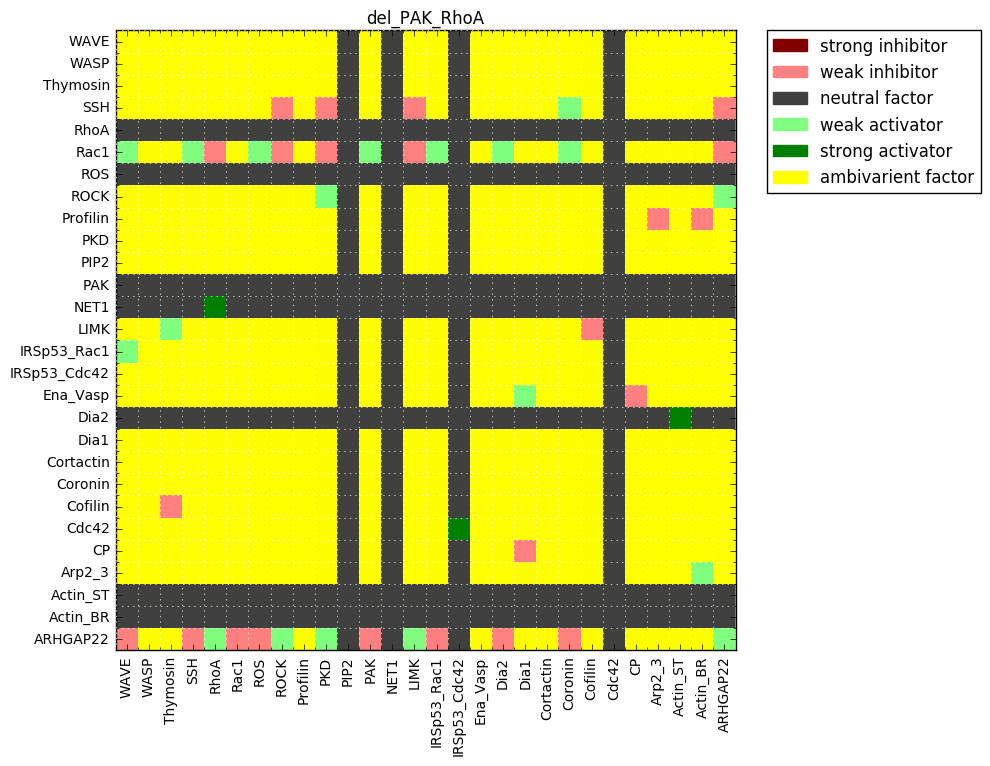 del_PAK_RhoA
WAVE
WASP
Thymosin
SSH
RhoA
Rac1
ROS
ROCK
Profilin
PKD
PIP2
PAK
NET1
LIMK
IRSp53_Rac1
IRSp53_Cdc42
Ena_Vasp
Dia2
Dia1
Cortactin
Coronin
Cofilin
Cdc42
CP
Arp2_3
Actin_ST
Actin_BR
ARHGAP22
WAVE
WASP
Thymosin
SSH
RhoA
Rac1
ROS
ROCK
Profilin
PKD
PIP2
PAK
NET1
LIMK
IRSp53_Rac1
IRSp53_Cdc42
Ena_Vasp
Dia2
Dia1
Cortactin
Coronin
Cofilin
Cdc42
CP
Arp2_3
Actin_ST
Actin_BR
ARHGAP22
strong inhibitor
weak inhibitor
neutral factor
weak activator
strong activator
ambivarient factor